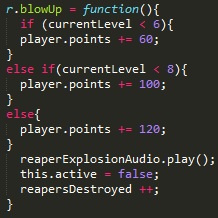 r.blowUp = function(){
  if (currentLevel < 6){
  player.points += 60;
}
else if(currentLevel < 8){
  player.points += 100;
}
else{
  player.points += 120;
}
  reaperExplosionAudio.play();
  this.active = false;
  reapersDestroyed ++;
}